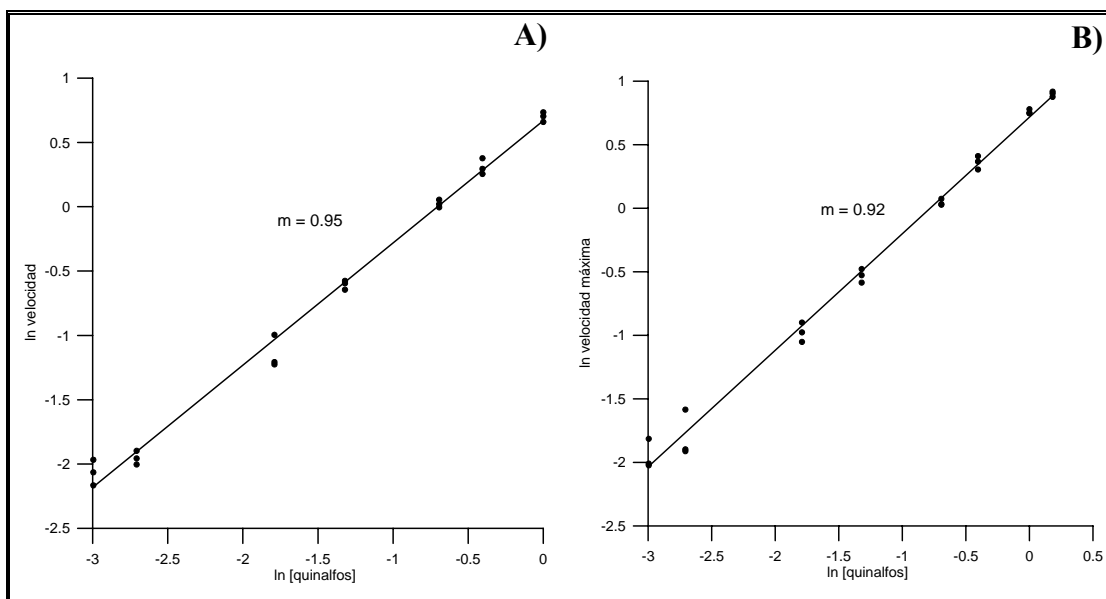 A)
1
0.5
0
-0.5
-1
-1.5
-2
-2.5
ln velocidad
m = 0.95
-3 -2.5 -2 -1.5 -1 -0.5 0
ln [quinalfos]
B)
1
0.5
0
-0.5
-1
-1.5
-2
-2.5
ln velocidad máxima
m = 0.92
-3 -2.5 -2 -1.5 -1 -0.5 0 0.5
ln [quinalfos]